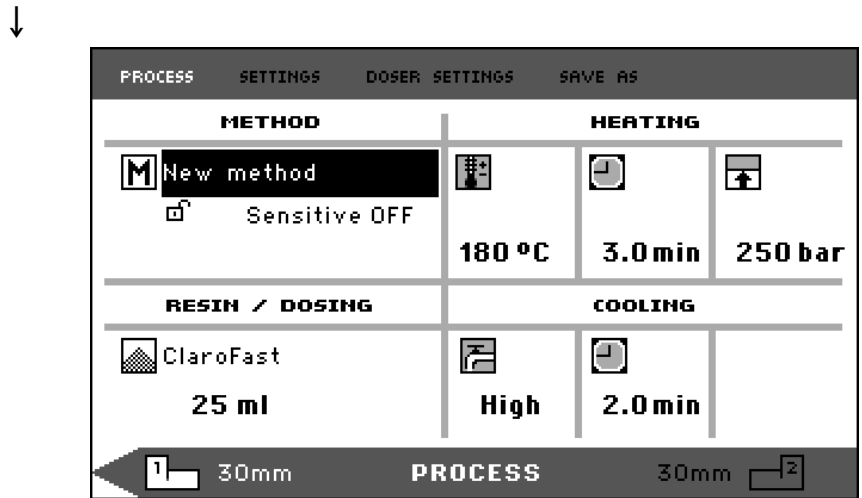 ↓
PROCESS SETTINGS DOSER SETTINGS SAVE AS
METHOD HEATING
M New method
Sensitive OFF
180 ºC 3.0 min 250 bar
RESIN / DOSING COOLING
ClaroFast
25 ml High 2.0 min
1 30mm PROCESS 30mm 2